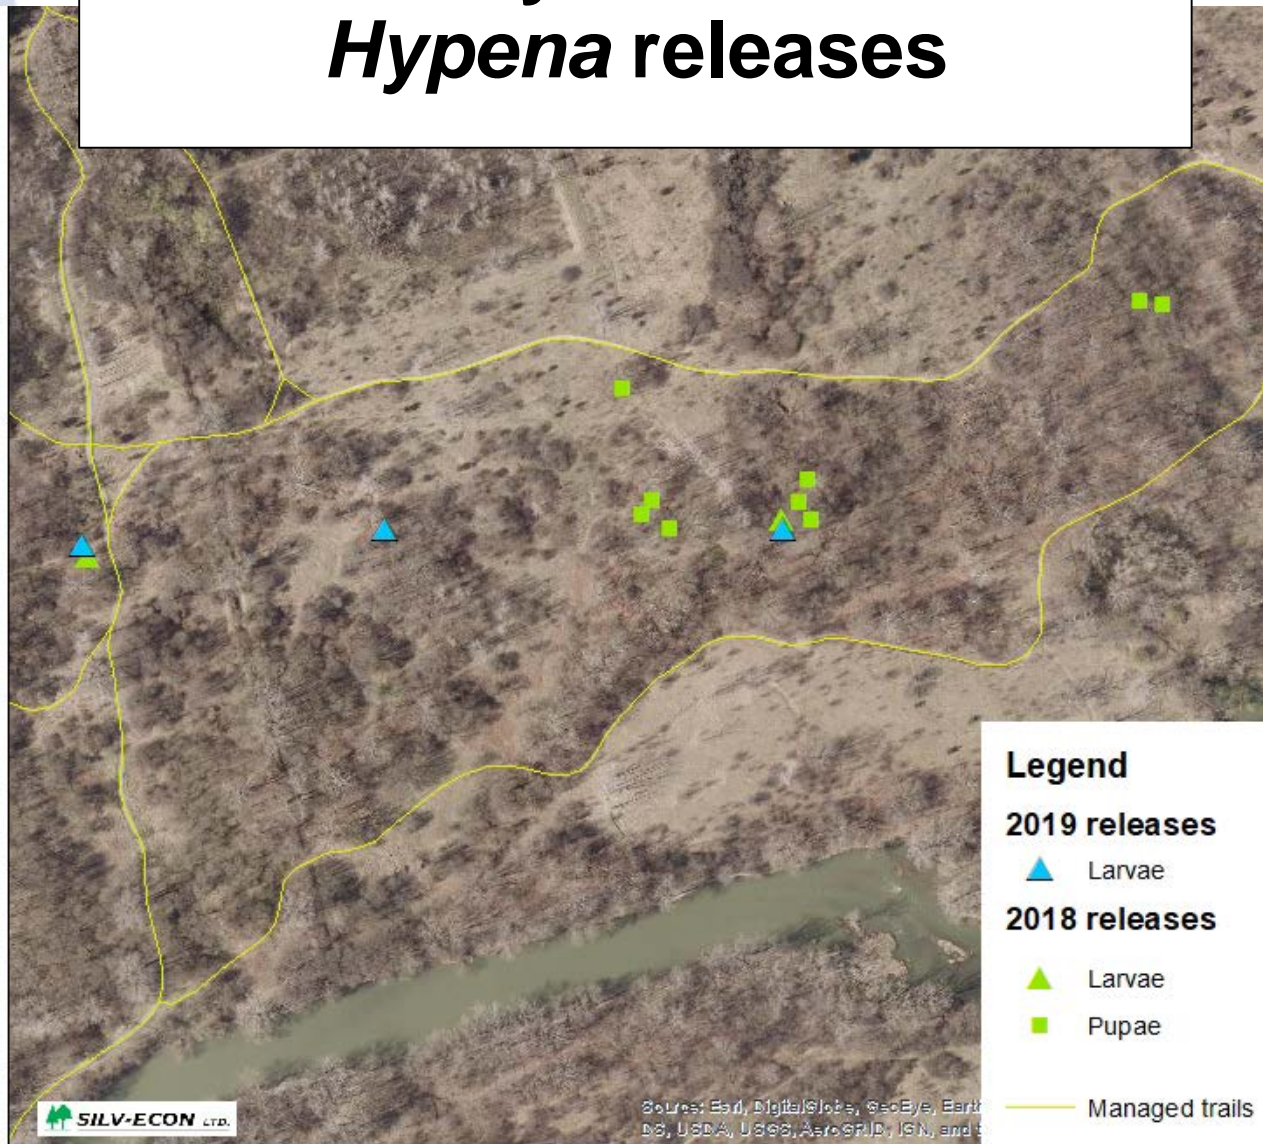 Hypena releases
Legend
2019 releases
Larvae
2018 releases
Larvae
Pupae
Managed trails
SILV-ECON LTD.
Source: Esri, DigitalGlobe, GeoEye, Earth
DS, USDA, USGS, AeroGRID, IGN, and